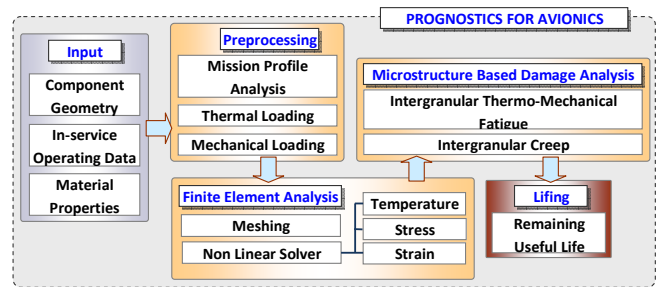 PROGNOSTICS FOR AVIONICS
Input
Component
Geometry
In-service
Operating Data
Material
Properties
Preprocessing
Mission Profile
Analysis
Thermal Loading
Mechanical Loading
Finite Element Analysis
Meshing
Non Linear Solver
Temperature
Stress
Strain
Microstructure Based Damage Analysis
Intergranular Thermo-Mechanical
Fatigue
Intergranular Creep
Lifing
Remaining
Useful Life